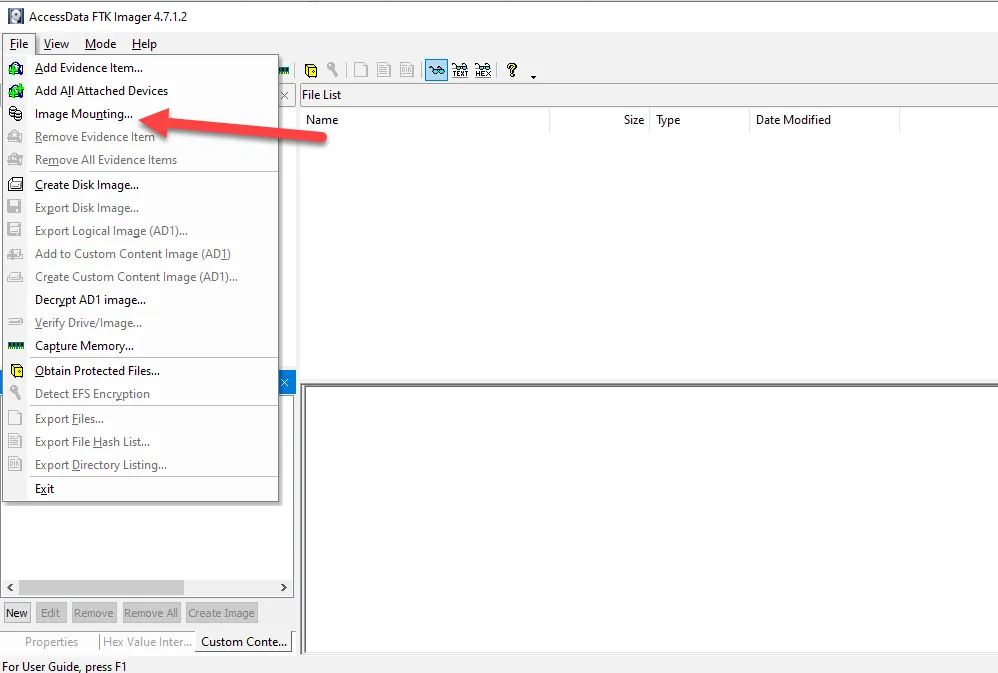 AccessData FTK Imager 4.7.1.2
File View Mode Help
Add Evidence Item...
Add All Attached Devices
Image Mounting...
Remove Evidence Item
Remove All Evidence Items
Create Disk Image...
Export Disk Image...
Export Logical Image (AD1)...
Add to Custom Content Image (AD1)
Create Custom Content Image (AD1)...
Decrypt AD1 image...
Verify Drive/Image...
Capture Memory...
Obtain Protected Files...
Detect EFS Encryption
Export Files...
Export File Hash List...
Export Directory Listing...
Exit
TEXT HEX ?
File List
Name Size Type Date Modified
New Edit Remove Remove All Create Image
Properties Hex Value Inter... Custom Conte...
For User Guide, press F1